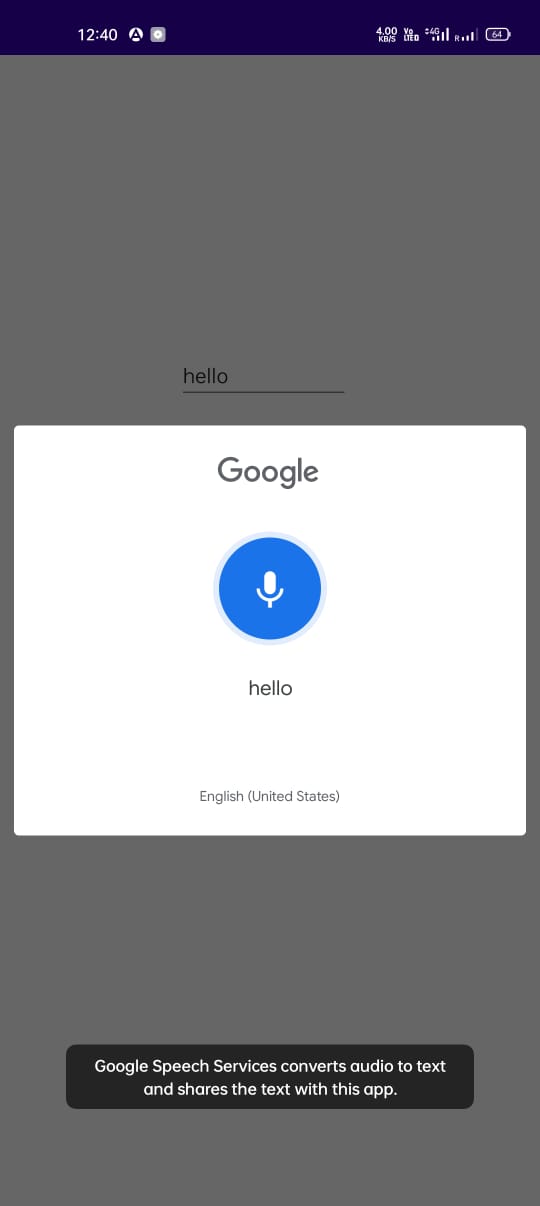 12:40 4.00 KB/S Vo LTE 4G R 64
hello
Google
hello
English (United States)
Google Speech Services converts audio to text
and shares the text with this app.